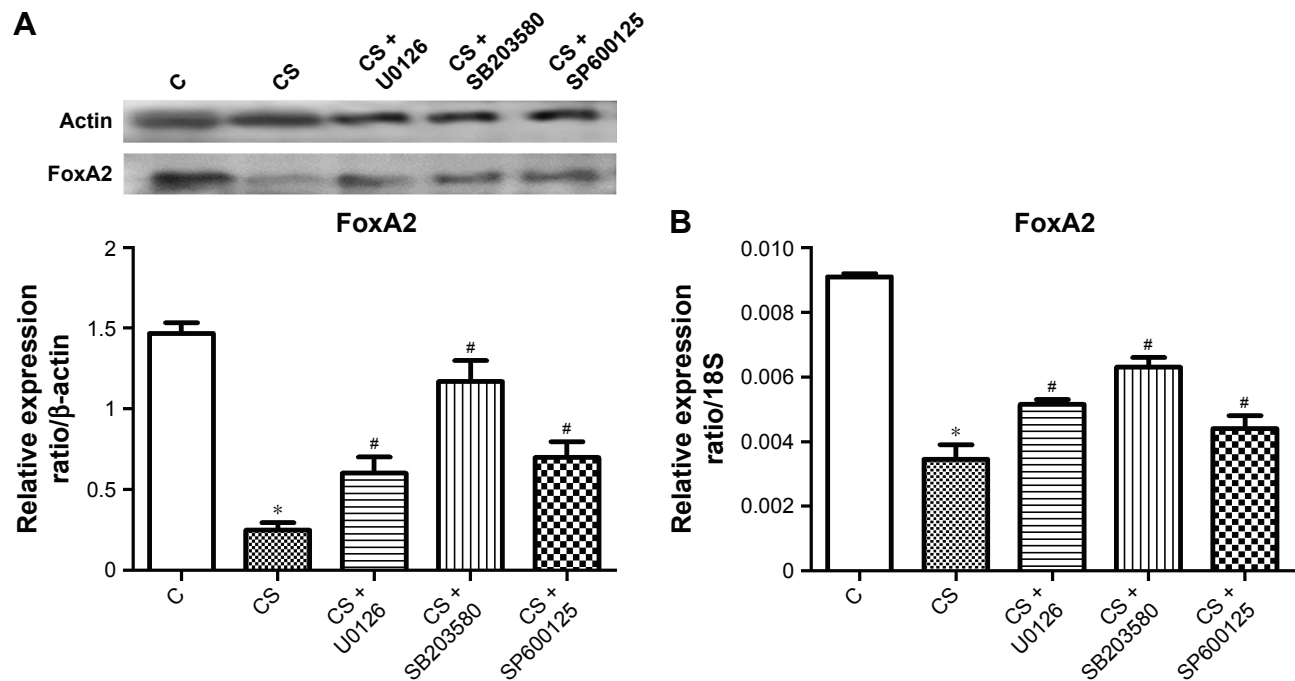 A
C
CS
CS +
U0126
CS +
SB203580
CS +
SP600125
Actin
FoxA2
FoxA2
Relative expression
ratio/β-actin
2
1.5
1
0.5
0
*
#
#
#
C
CS
CS +
U0126
CS +
SB203580
CS +
SP600125
B
FoxA2
Relative expression
ratio/18S
0.010
0.008
0.006
0.004
0.002
0
*
#
#
#
C
CS
CS +
U0126
CS +
SB203580
CS +
SP600125